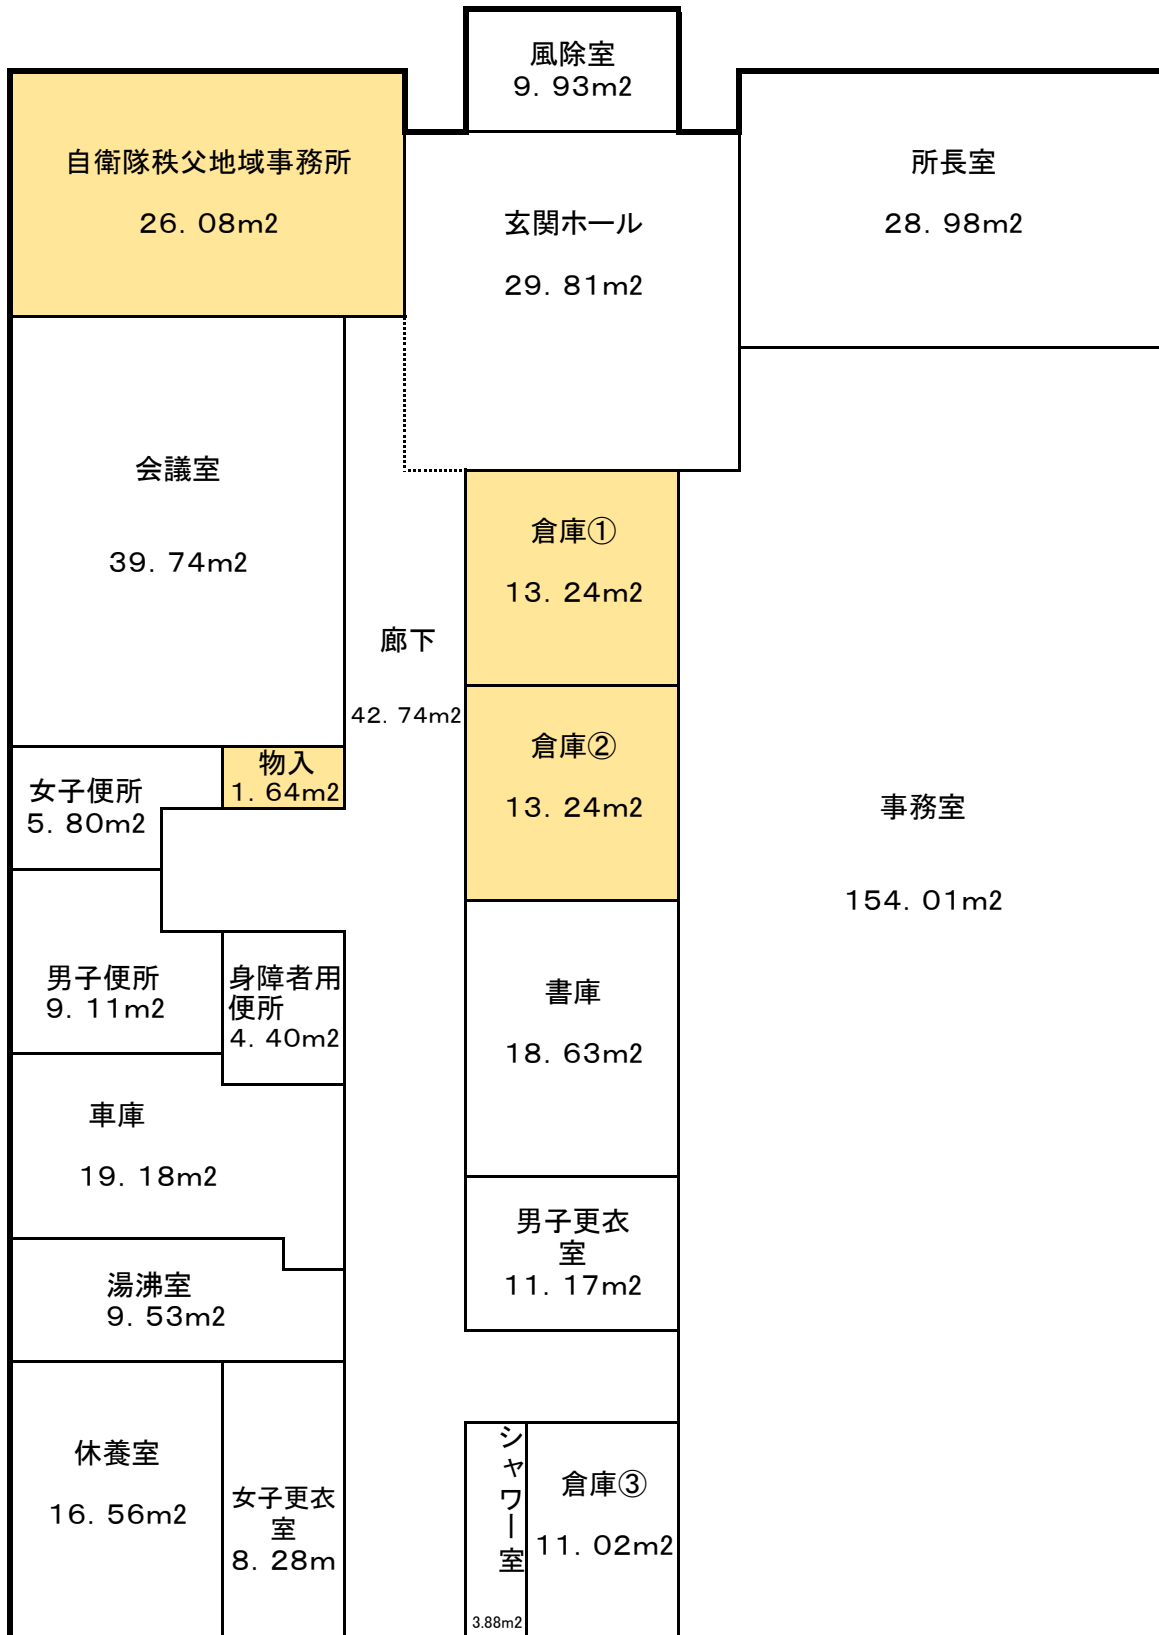 風除室
9. 93m2
自衛隊秩父地域事務所
26. 08m2
玄関ホール
29. 81m2
所長室
28. 98m2
会議室
39. 74m2
倉庫①
13. 24m2
廊下
42. 74m2
倉庫②
13. 24m2
物入
1. 64m2
女子便所
5. 80m2
事務室
154. 01m2
男子便所
9. 11m2
身障者用
便所
4. 40m2
書庫
18. 63m2
車庫
19. 18m2
男子更衣
室
11. 17m2
湯沸室
9. 53m2
休養室
16. 56m2
女子更衣
室
8. 28m
シャワー室
3.88m2
倉庫③
11. 02m2